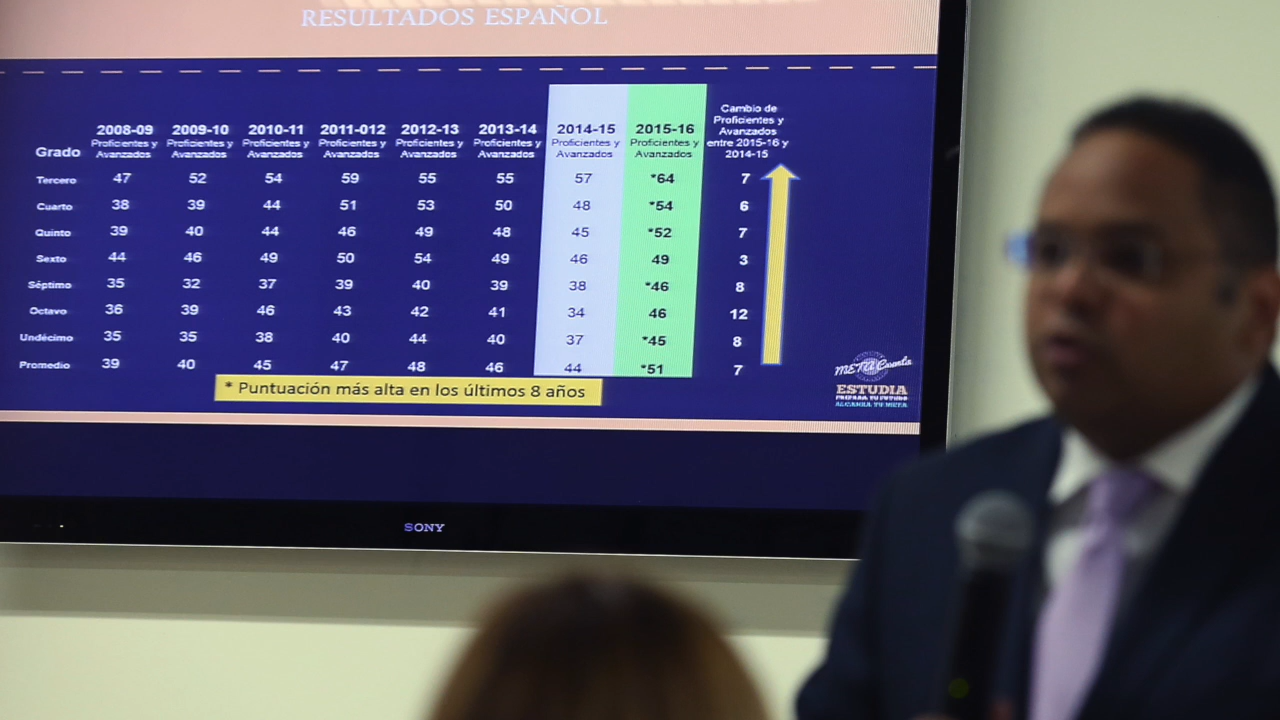 RESULTADOS ESPAÑOL
Grado 2008-09 Proficientes y Avanzados 2009-10 Proficientes y Avanzados 2010-11 Proficientes y Avanzados 2011-012 Proficientes y Avanzados 2012-13 Proficientes y Avanzados 2013-14 Proficientes y Avanzados 2014-15 Proficientes y Avanzados 2015-16 Proficientes y Avanzados Cambio de Proficientes y Avanzados entre 2015-16 y 2014-15
Tercero 47 52 54 59 55 55 57 *64 7
Cuarto 38 39 44 51 53 50 48 *54 6
Quinto 39 40 44 46 49 48 45 *52 7
Sexto 44 46 49 50 54 49 46 49 3
Séptimo 35 32 37 39 40 39 38 *46 8
Octavo 36 39 46 43 42 41 34 46 12
Undécimo 35 35 38 40 44 40 37 *45 8
Promedio 39 40 45 47 48 46 44 *51 7
* Puntuación más alta en los últimos 8 años
ESTUDIA
PREPARA TU FUTURO
ALCANZA TU META
SONY